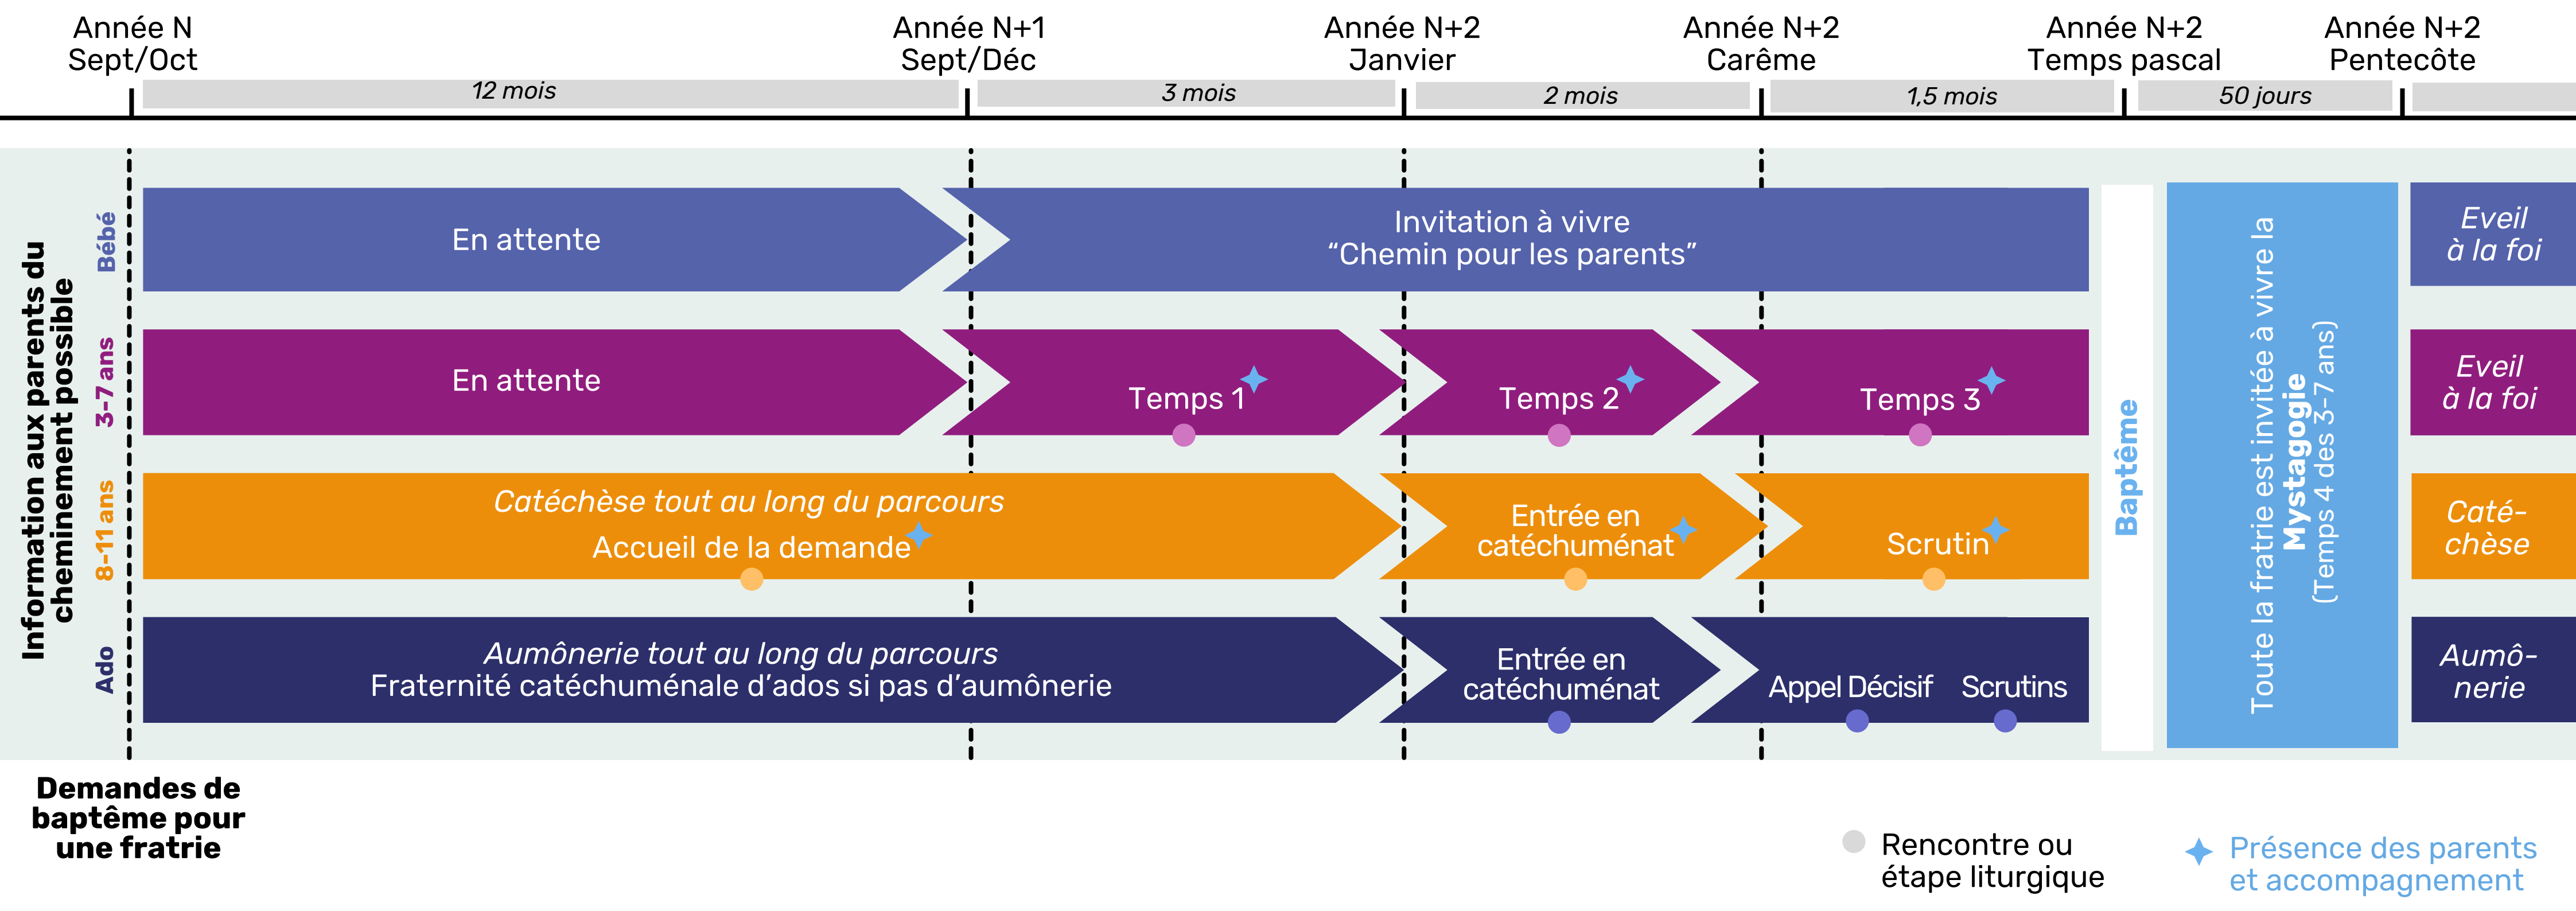 Année N
Sept/Oct
Année N+1
Sept/Déc
Année N+2
Janvier
Année N+2
Carême
Année N+2
Temps pascal
Année N+2
Pentecôte
12 mois
3 mois
2 mois
1,5 mois
50 jours
Information aux parents du
cheminement possible
Bébé
En attente
Invitation à vivre
“Chemin pour les parents”
Eveil
à la foi
3-7 ans
En attente
Temps 1
Temps 2
Temps 3
Eveil
à la foi
8-11 ans
Catéchèse tout au long du parcours
Accueil de la demande
Entrée en
catéchuménat
Scrutin
Caté-
chèse
Ado
Aumônerie tout au long du parcours
Fraternité catéchuménale d’ados si pas d’aumônerie
Entrée en
catéchuménat
Appel Décisif
Scrutins
Aumô-
nerie
Baptême
Toute la fratrie est invitée à vivre la
Mystagogie
(Temps 4 des 3-7 ans)
Demandes de
baptême pour
une fratrie
Rencontre ou
étape liturgique
Présence des parents
et accompagnement